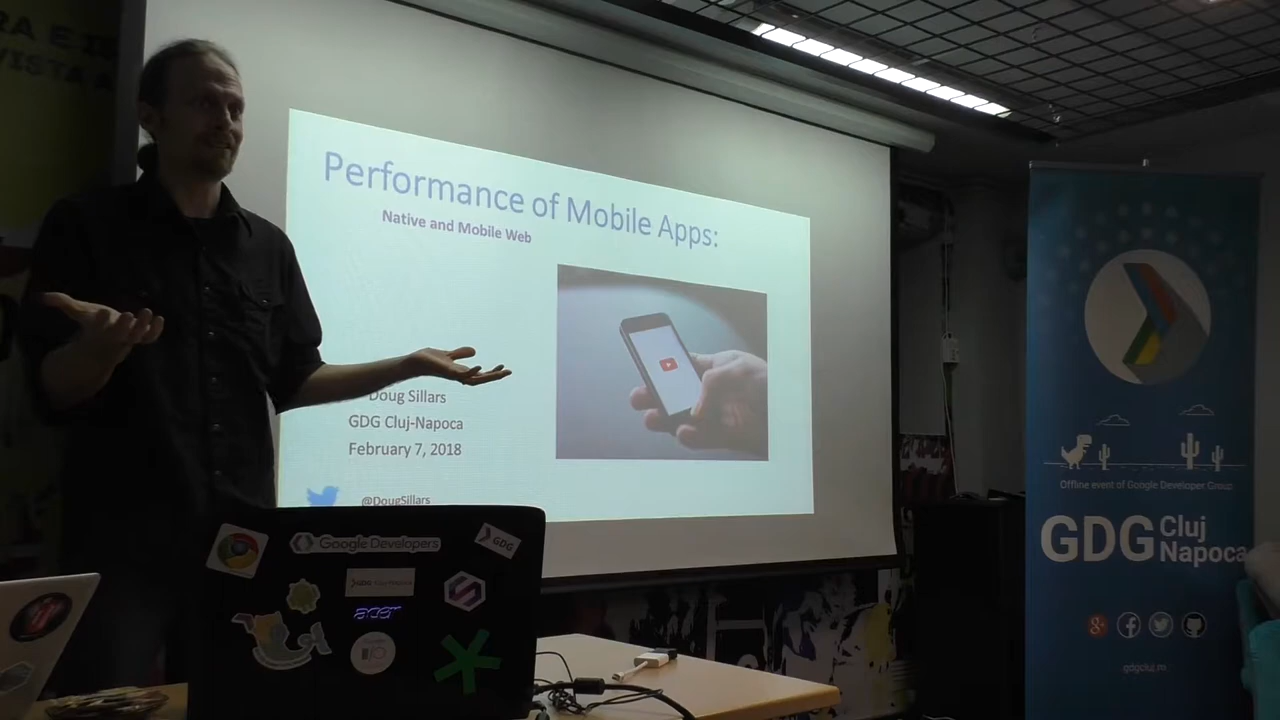 Performance of Mobile Apps:
Native and Mobile Web
Doug Sillars
GDG Cluj-Napoca
February 7, 2018
@DougSillars
Google Developers
GDG
acer
Offline event of Google Developer Group
GDG Cluj
Napoca
gdgcluj.ro